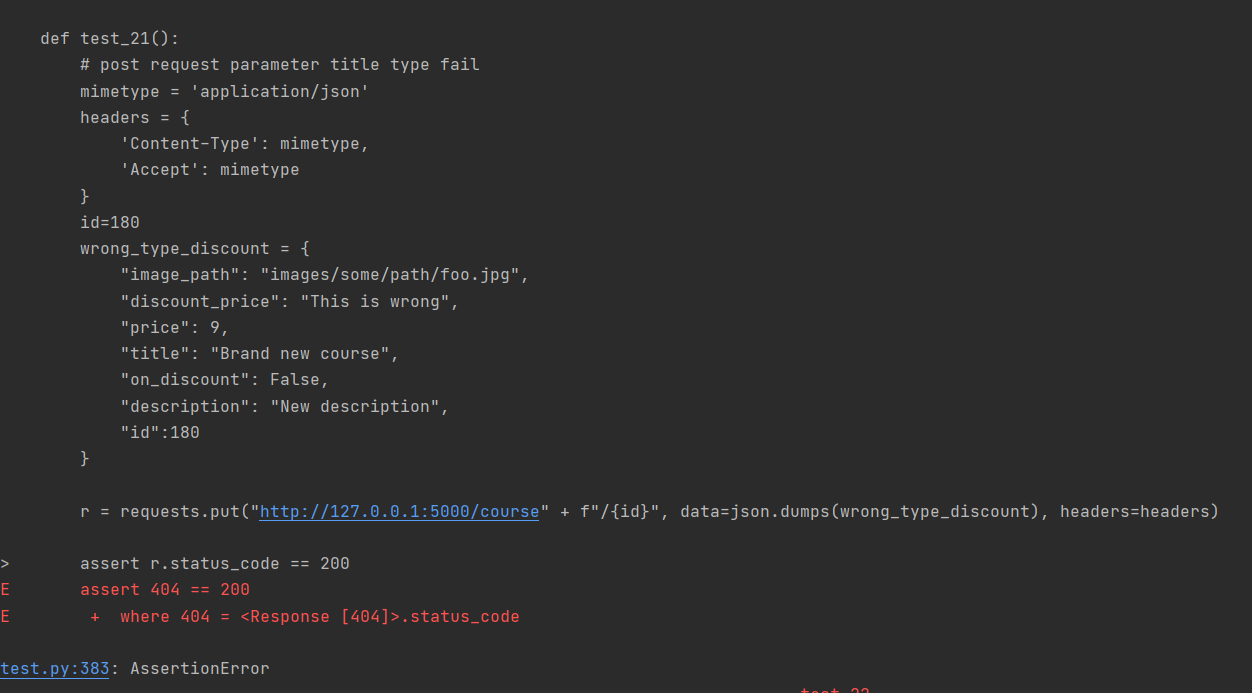 def test_21():
# post request parameter title type fail
mimetype = 'application/json'
headers = {
'Content-Type': mimetype,
'Accept': mimetype
}
id=180
wrong_type_discount = {
"image_path": "images/some/path/foo.jpg",
"discount_price": "This is wrong",
"price": 9,
"title": "Brand new course",
"on_discount": False,
"description": "New description",
"id":180
}
r = requests.put("http://127.0.0.1:5000/course" + f"/{id}", data=json.dumps(wrong_type_discount), headers=headers)
> assert r.status_code == 200
E assert 404 == 200
E + where 404 = <Response [404]>.status_code
test.py:383: AssertionError